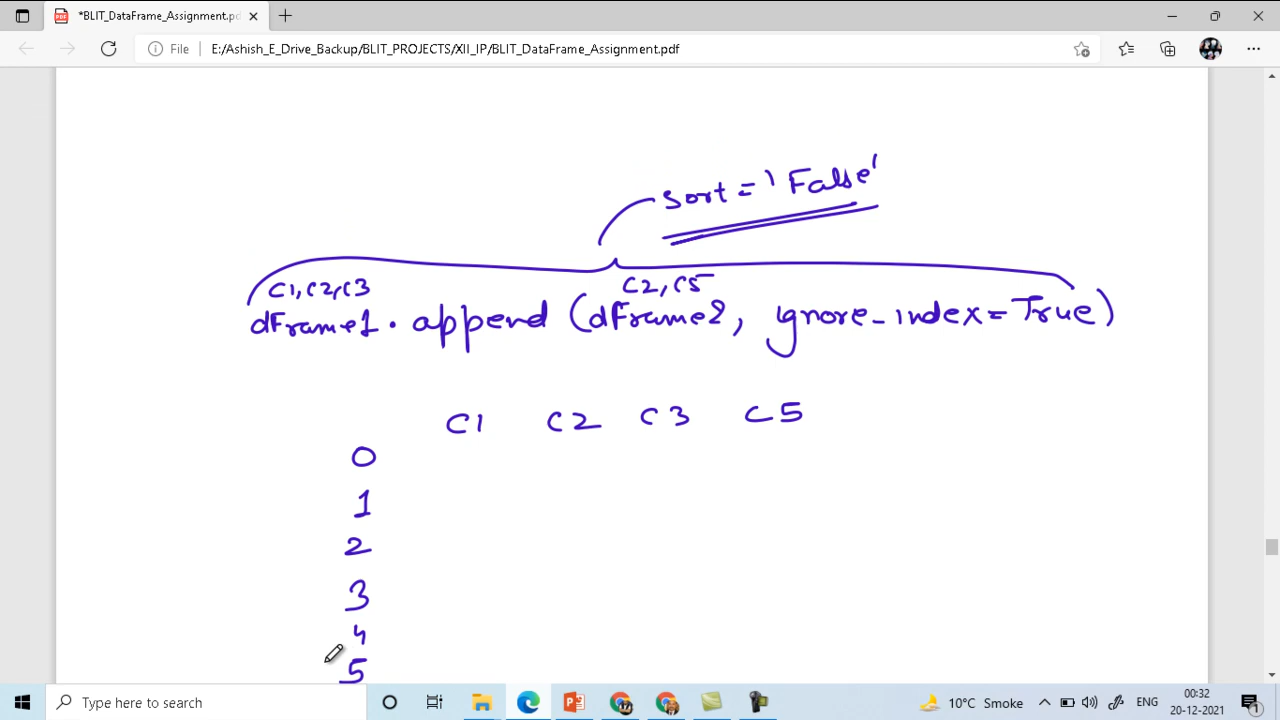 *BLIT_DataFrame_Assignment.pd
File
E:/Ashish_E_Drive_Backup/BLIT_PROJECTS/XII_IP/BLIT_DataFrame_Assignment.pdf
sort = 'False'
C1, C2, C3
C2, C5
dFrame1.append (dFrame2, ignore_index=True)
C1 C2 C3 C5
0
1
2
3
4
5
Type here to search
10°C Smoke
ENG
00:32
20-12-2021
1